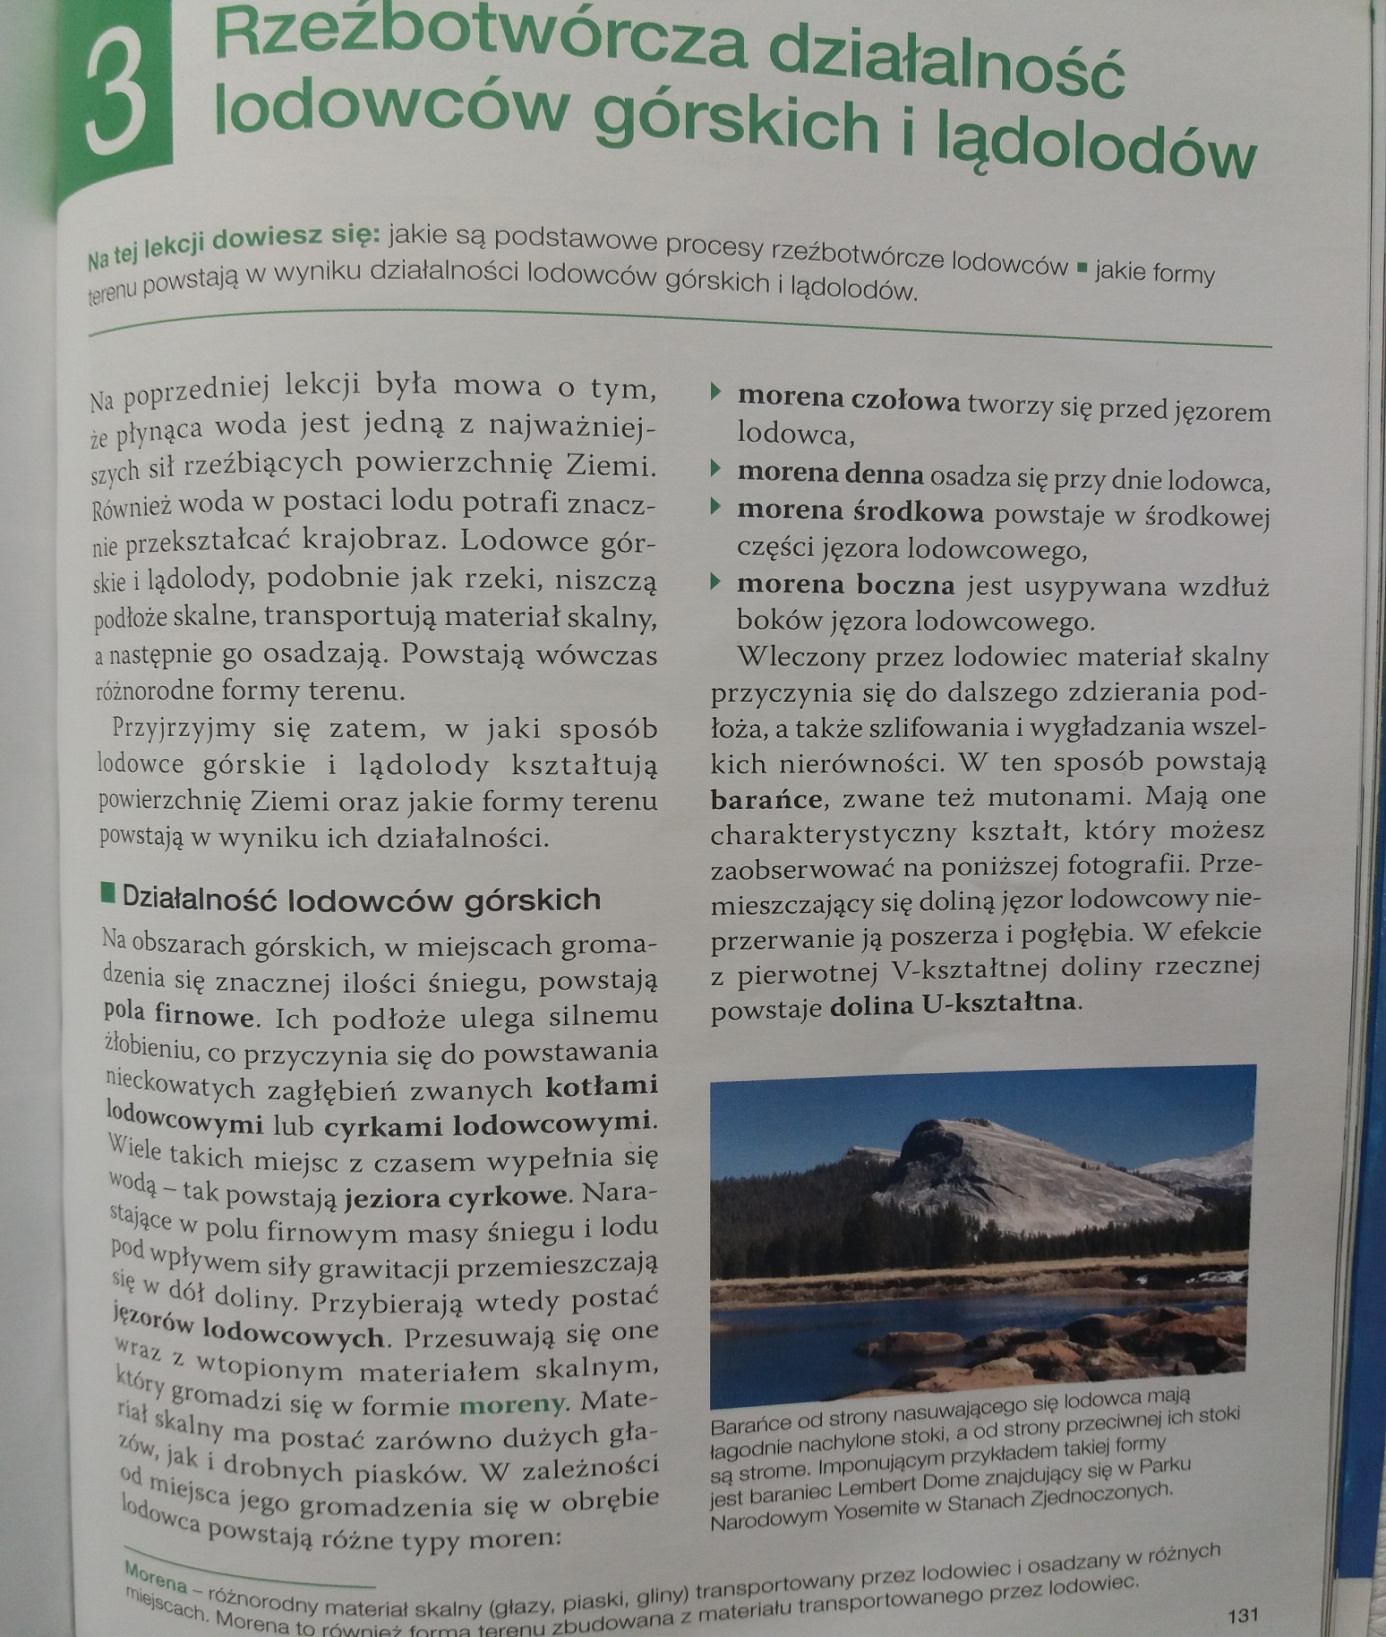 3
Rzeźbotwórcza działalność
lodowców górskich i lądolodów
Na tej lekcji dowiesz się: jakie są podstawowe procesy rzeźbotwórcze lodowców ▪ jakie formy
terenu powstają w wyniku działalności lodowców górskich i lądolodów.
Na poprzedniej lekcji była mowa o tym,
że płynąca woda jest jedną z najważniej-
szych sił rzeźbiących powierzchnię Ziemi.
Również woda w postaci lodu potrafi znacz-
nie przekształcać krajobraz. Lodowce gór-
skie i lądolody, podobnie jak rzeki, niszczą
podłoże skalne, transportują materiał skalny,
a następnie go osadzają. Powstają wówczas
różnorodne formy terenu.
Przyjrzyjmy się zatem, w jaki sposób
lodowce górskie i lądolody kształtują
powierzchnię Ziemi oraz jakie formy terenu
powstają w wyniku ich działalności.
Działalność lodowców górskich
Na obszarach górskich, w miejscach groma-
dzenia się znacznej ilości śniegu, powstają
pola firnowe. Ich podłoże ulega silnemu
żłobieniu, co przyczynia się do powstawania
nieckowatych zagłębień zwanych kotłami
lodowcowymi lub cyrkami lodowcowymi.
Wiele takich miejsc z czasem wypełnia się
wodą – tak powstają jeziora cyrkowe. Nara-
stające w polu firnowym masy śniegu i lodu
pod wpływem siły grawitacji przemieszczają
się w dół doliny. Przybierają wtedy postać
jęzorów lodowcowych. Przesuwają się one
wraz z wtopionym materiałem skalnym,
który gromadzi się w formie moreny. Mate-
riał skalny ma postać zarówno dużych gła-
zów, jak i drobnych piasków. W zależności
od miejsca jego gromadzenia się w obrębie
lodowca powstają różne typy moren:
morena czołowa tworzy się przed jęzorem
lodowca,
morena denna osadza się przy dnie lodowca,
morena środkowa powstaje w środkowej
części jęzora lodowcowego,
morena boczna jest usypywana wzdłuż
boków jęzora lodowcowego.
Wleczony przez lodowiec materiał skalny
przyczynia się do dalszego zdzierania pod-
łoża, a także szlifowania i wygładzania wszel-
kich nierówności. W ten sposób powstają
barańce, zwane też mutonami. Mają one
charakterystyczny kształt, który możesz
zaobserwować na poniższej fotografii. Prze-
mieszczający się doliną jęzor lodowcowy nie-
przerwanie ją poszerza i pogłębia. W efekcie
z pierwotnej V-kształtnej doliny rzecznej
powstaje dolina U-kształtna.
Barańce od strony nasuwającego się lodowca mają
łagodnie nachylone stoki, a od strony przeciwnej ich stoki
są strome. Imponującym przykładem takiej formy
jest baraniec Lembert Dome znajdujący się w Parku
Narodowym Yosemite w Stanach Zjednoczonych.
Morena – różnorodny materiał skalny (głazy, piaski, gliny) transportowany przez lodowiec i osadzany w różnych
miejscach. Morena to również forma terenu zbudowana z materiału transportowanego przez lodowiec.
131